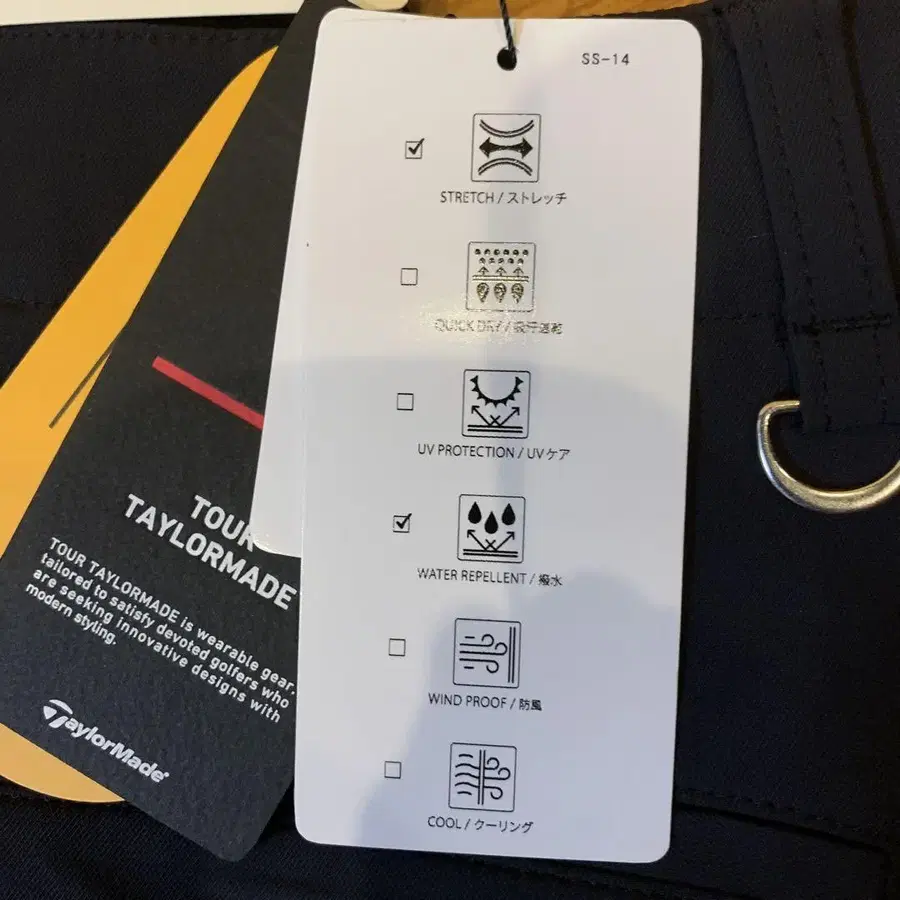 SS-14
STRETCH / ストレッチ
QUICK DRY / 吸汗速乾
UV PROTECTION / UVケア
WATER REPELLENT / 撥水
WIND PROOF / 防風
COOL / クーリング
TOUR
TAYLORMADE
TOUR TAYLORMADE is wearable gear,
tailored to satisfy devoted golfers who
are seeking innovative designs with
modern styling.
TaylorMade